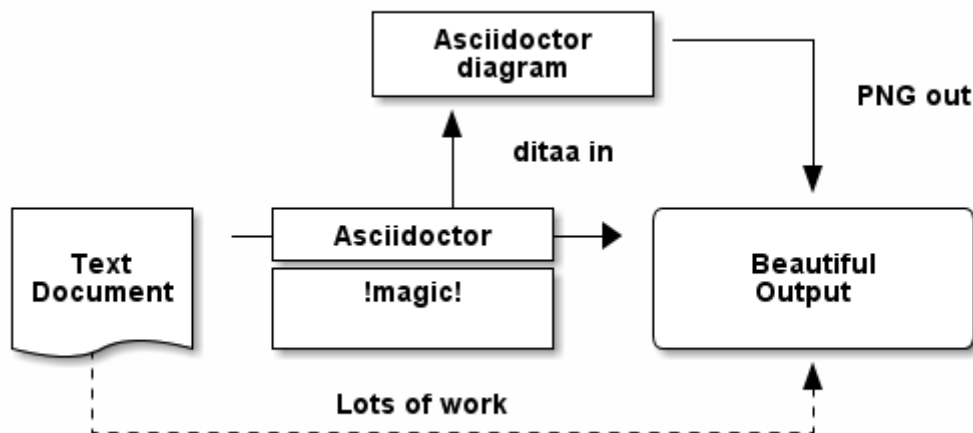 Asciidoctor
diagram
PNG out
ditaa in
Text
Document
Asciidoctor
!magic!
Beautiful
Output
Lots of work